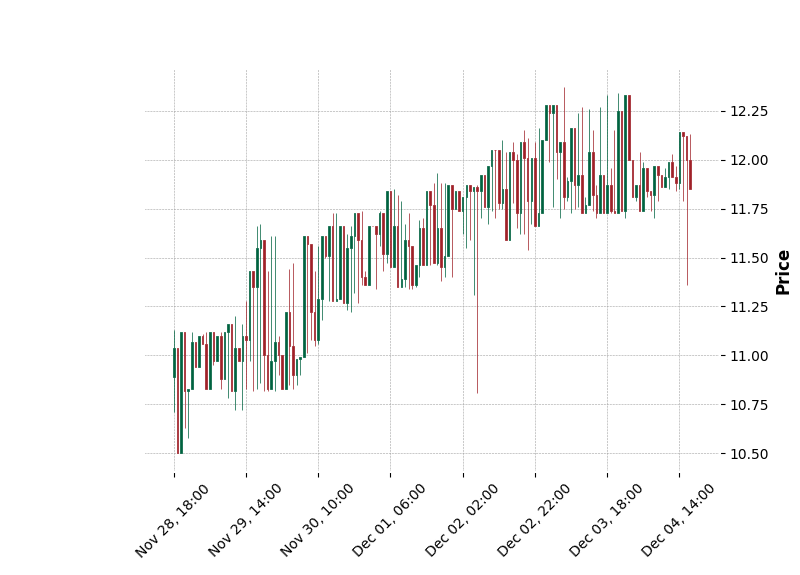 12.25
12.00
11.75
11.50
11.25
11.00
10.75
10.50
Price
Nov 28, 18:00
Nov 29, 14:00
Nov 30, 10:00
Dec 01, 06:00
Dec 02, 02:00
Dec 02, 22:00
Dec 03, 18:00
Dec 04, 14:00